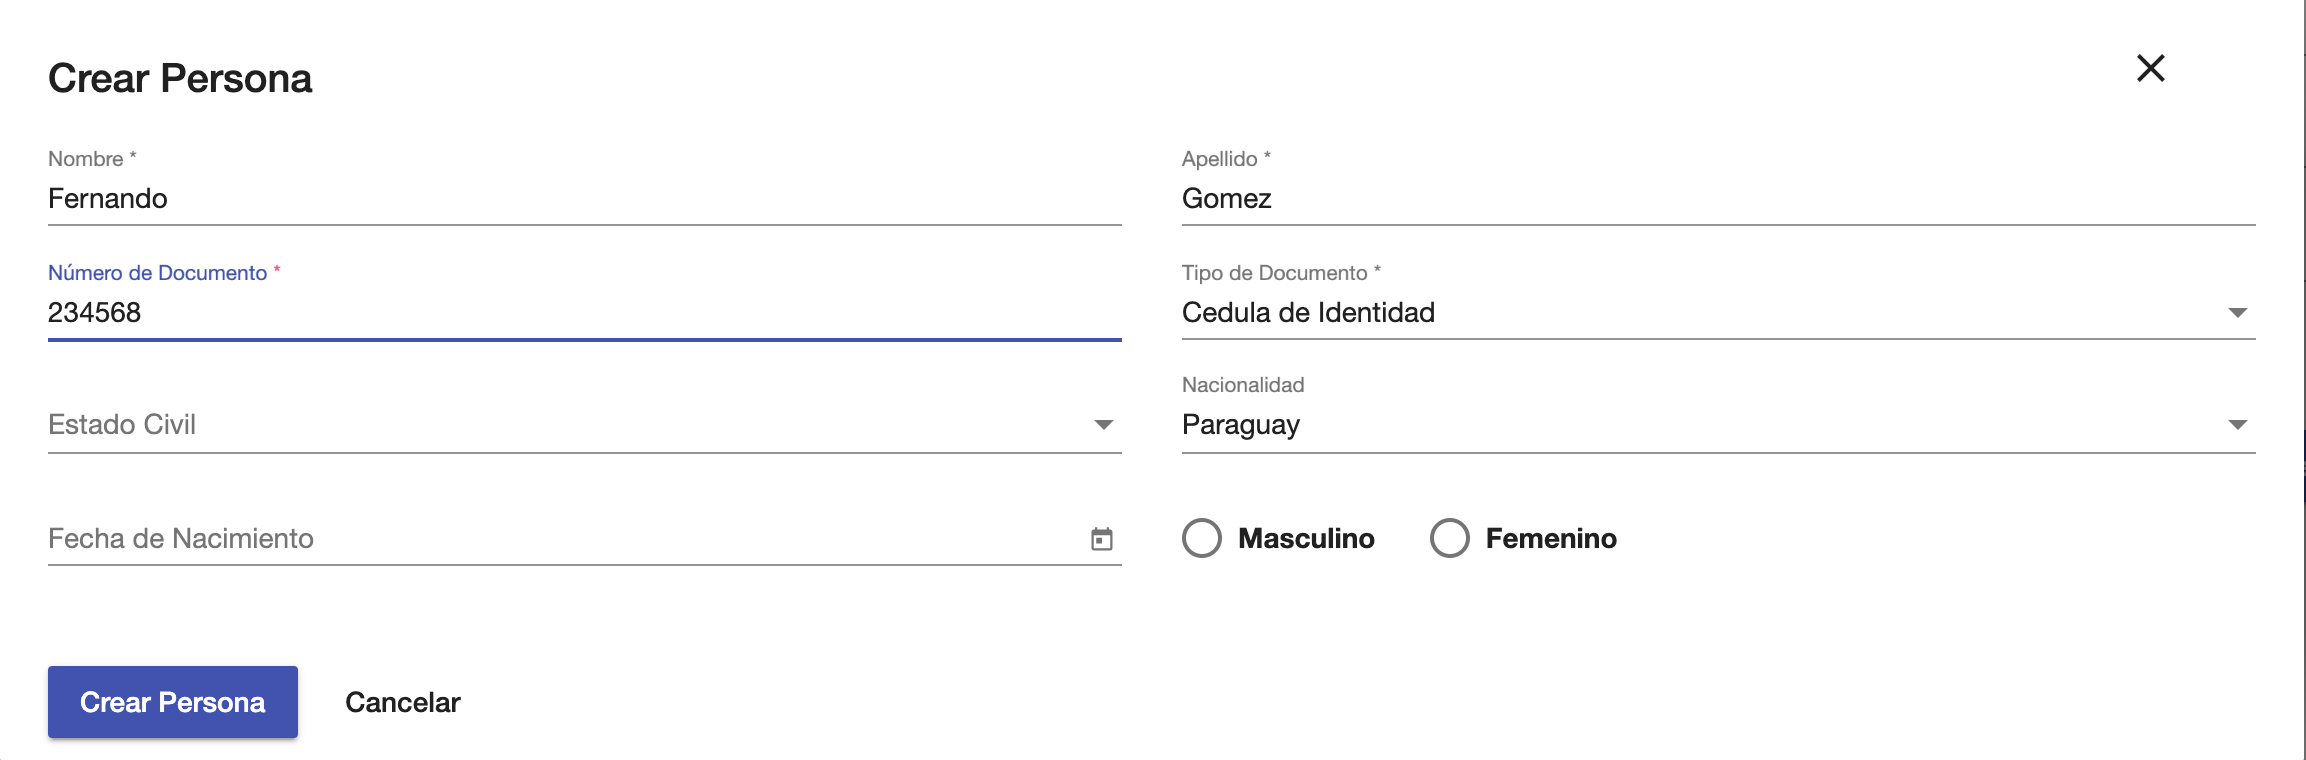 Crear Persona
Nombre *
Apellido *
Fernando
Gomez
Número de Documento *
Tipo de Documento *
234568
Cedula de Identidad
Nacionalidad
Estado Civil
Paraguay
Fecha de Nacimiento
Masculino
Femenino
Crear Persona
Cancelar